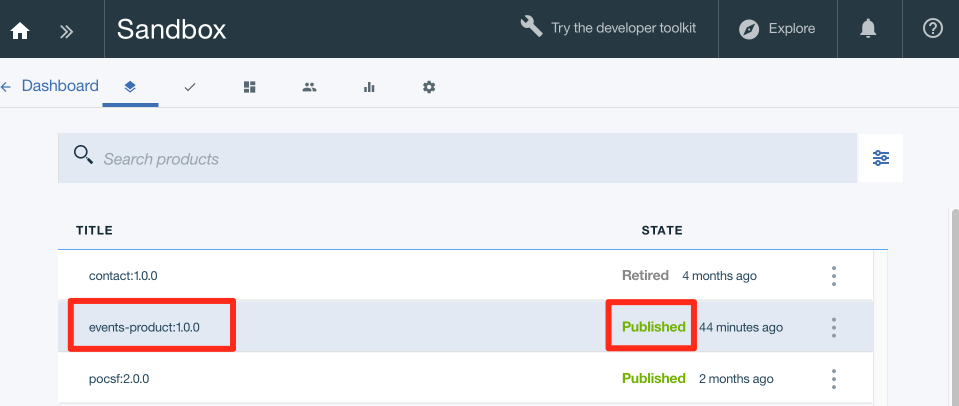 Sandbox Try the developer toolkit Explore
Dashboard
Search products
TITLE STATE
contact:1.0.0 Retired 4 months ago
events-product:1.0.0 Published 44 minutes ago
pocsf:2.0.0 Published 2 months ago